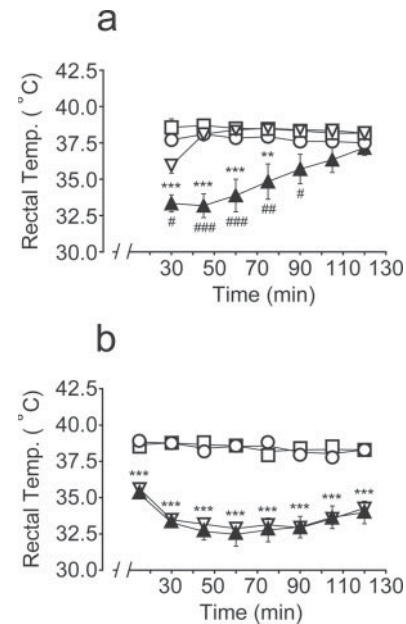 a
Rectal Temp. (°C)
42.5
40.0
37.5
35.0
32.5
30.0
*** *** *** **
# ### ### ## #
30 50 70 90 110 130
Time (min)
b
Rectal Temp. (°C)
42.5
40.0
37.5
35.0
32.5
30.0
*** *** *** *** *** *** *** ***
10 30 50 70 90 110 130
Time (min)